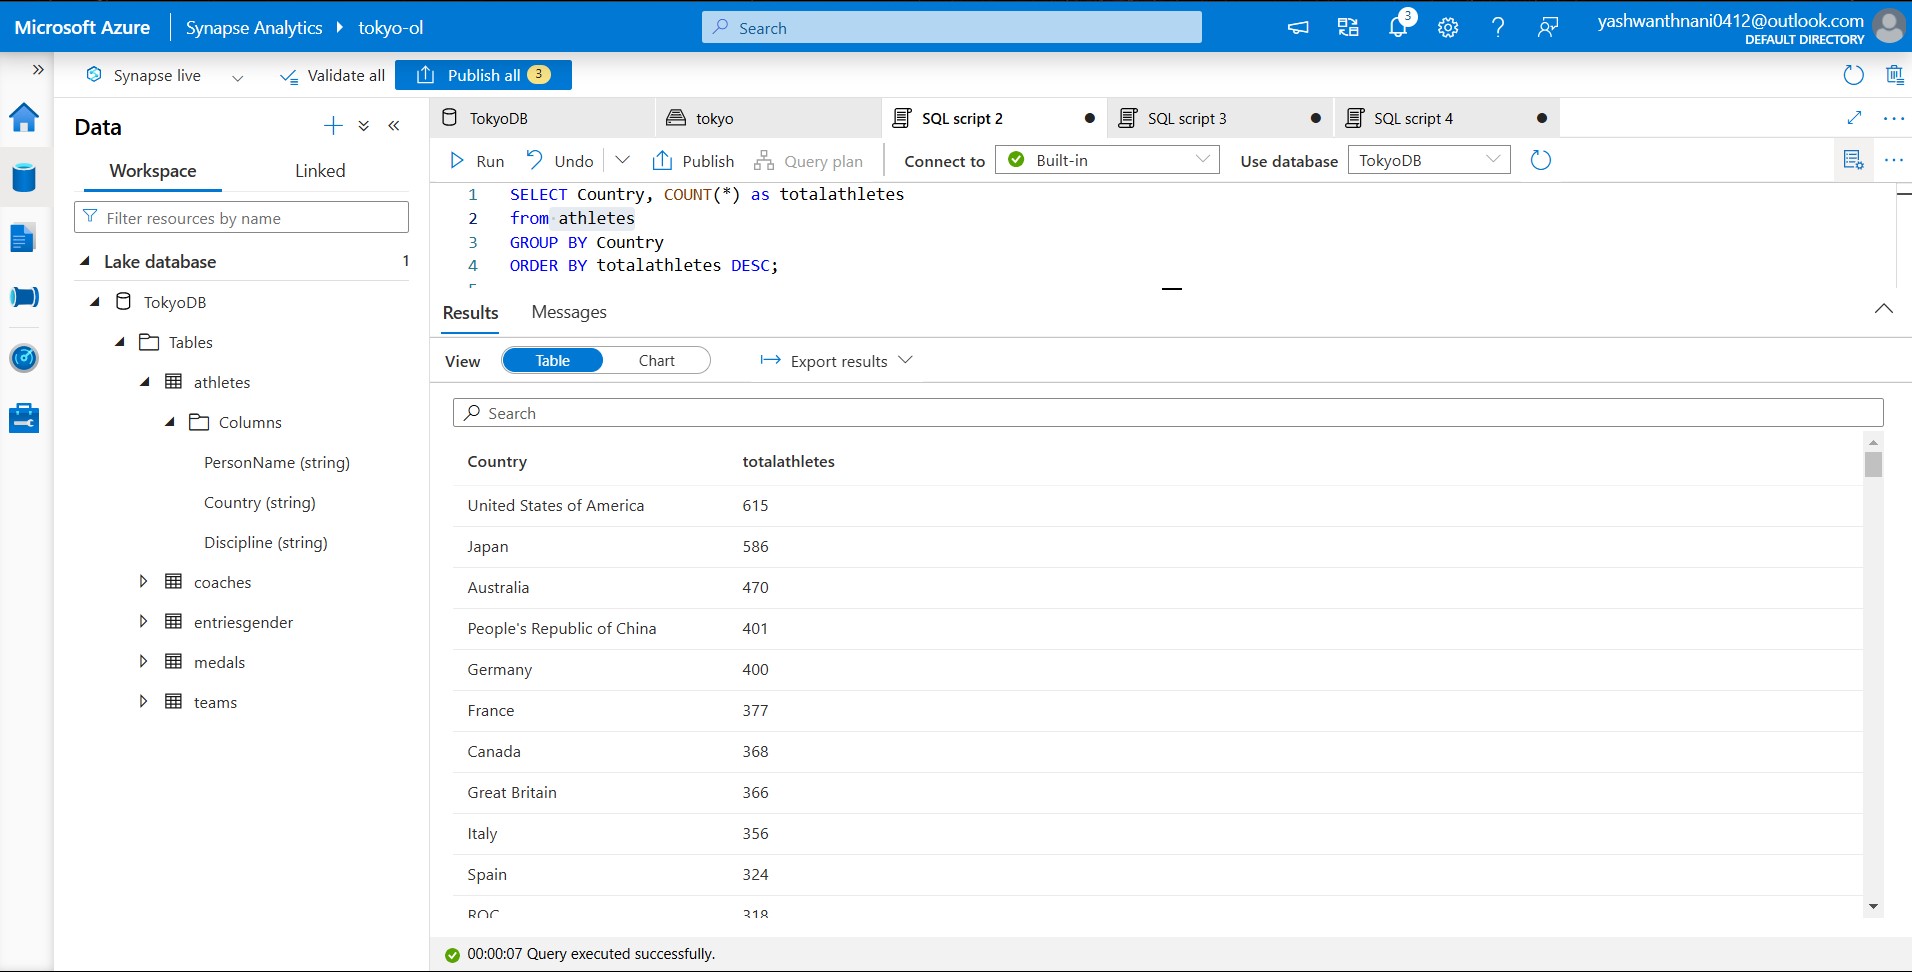 Microsoft Azure
Synapse Analytics
tokyo-ol
Search
3
yashwanthnani0412@outlook.com
DEFAULT DIRECTORY
Synapse live
Validate all
Publish all 3
Data
Workspace
Linked
Filter resources by name
Lake database 1
TokyoDB
Tables
athletes
Columns
PersonName (string)
Country (string)
Discipline (string)
coaches
entriesgender
medals
teams
TokyoDB
tokyo
SQL script 2
SQL script 3
SQL script 4
Run
Undo
Publish
Query plan
Connect to
Built-in
Use database
TokyoDB
1 SELECT Country, COUNT(*) as totalathletes
2 from athletes
3 GROUP BY Country
4 ORDER BY totalathletes DESC;
Results
Messages
View
Table
Chart
Export results
Search
Country totalathletes
United States of America 615
Japan 586
Australia 470
People's Republic of China 401
Germany 400
France 377
Canada 368
Great Britain 366
Italy 356
Spain 324
ROC 318
00:00:07 Query executed successfully.